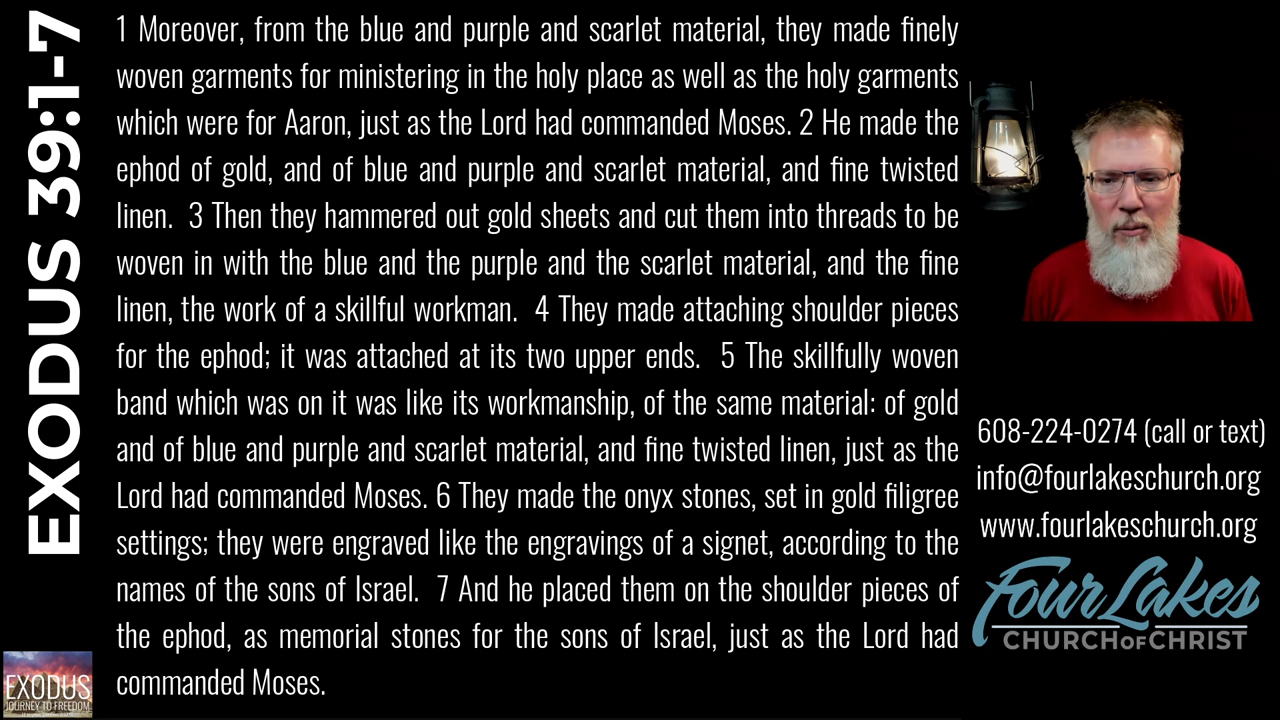 EXODUS 39:1-7
1 Moreover, from the blue and purple and scarlet material, they made finely
woven garments for ministering in the holy place as well as the holy garments
which were for Aaron, just as the Lord had commanded Moses. 2 He made the
ephod of gold, and of blue and purple and scarlet material, and fine twisted
linen. 3 Then they hammered out gold sheets and cut them into threads to be
woven in with the blue and the purple and the scarlet material, and the fine
linen, the work of a skillful workman. 4 They made attaching shoulder pieces
for the ephod; it was attached at its two upper ends. 5 The skillfully woven
band which was on it was like its workmanship, of the same material: of gold
and of blue and purple and scarlet material, and fine twisted linen, just as the
Lord had commanded Moses. 6 They made the onyx stones, set in gold filigree
settings; they were engraved like the engravings of a signet, according to the
names of the sons of Israel. 7 And he placed them on the shoulder pieces of
the ephod, as memorial stones for the sons of Israel, just as the Lord had
commanded Moses.
608-224-0274 (call or text)
info@fourlakeschurch.org
www.fourlakeschurch.org
Four Lakes
CHURCH OF CHRIST
EXODUS
JOURNEY TO FREEDOM